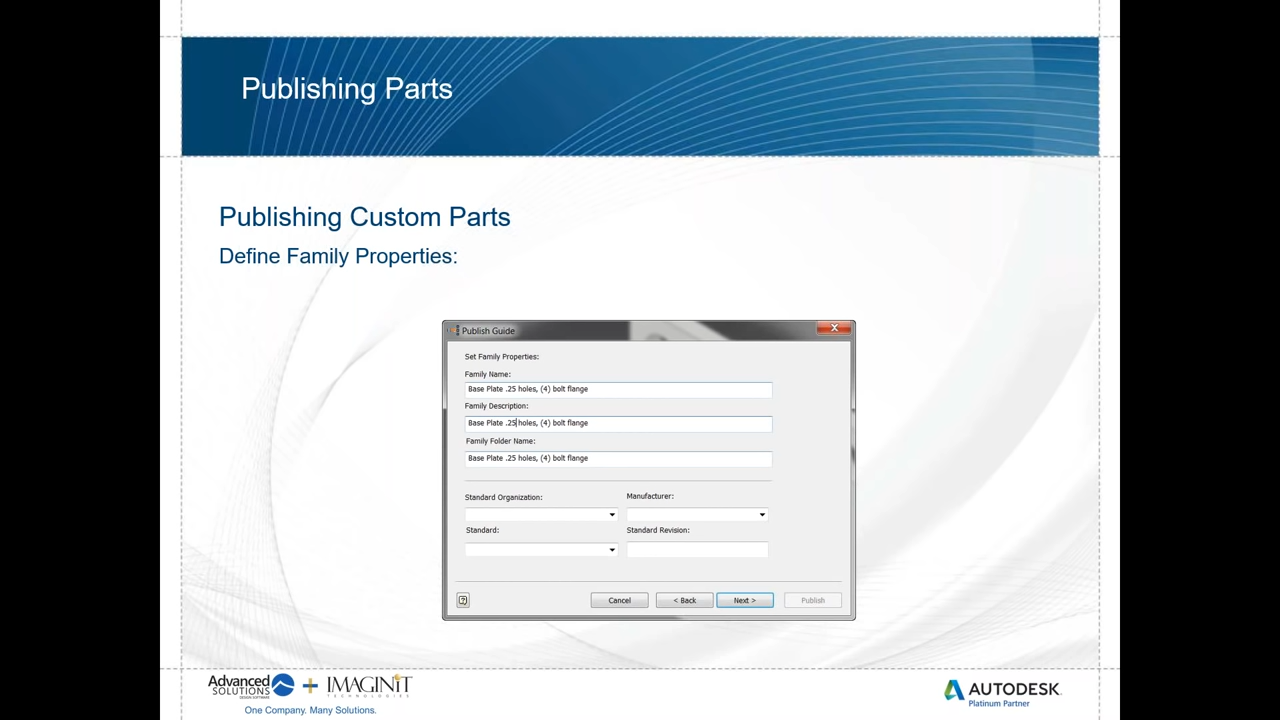 Publishing Parts
Publishing Custom Parts
Define Family Properties:
Publish Guide
X
Set Family Properties:
Family Name:
Base Plate .25 holes, (4) bolt flange
Family Description:
Base Plate .25 holes, (4) bolt flange
Family Folder Name:
Base Plate .25 holes, (4) bolt flange
Standard Organization: Manufacturer:
Standard: Standard Revision:
? Cancel < Back Next > Publish
Advanced
SOLUTIONS
DESIGN SOFTWARE
+ IMAGINiT
TECHNOLOGIES
One Company. Many Solutions.
AUTODESK.
Platinum Partner